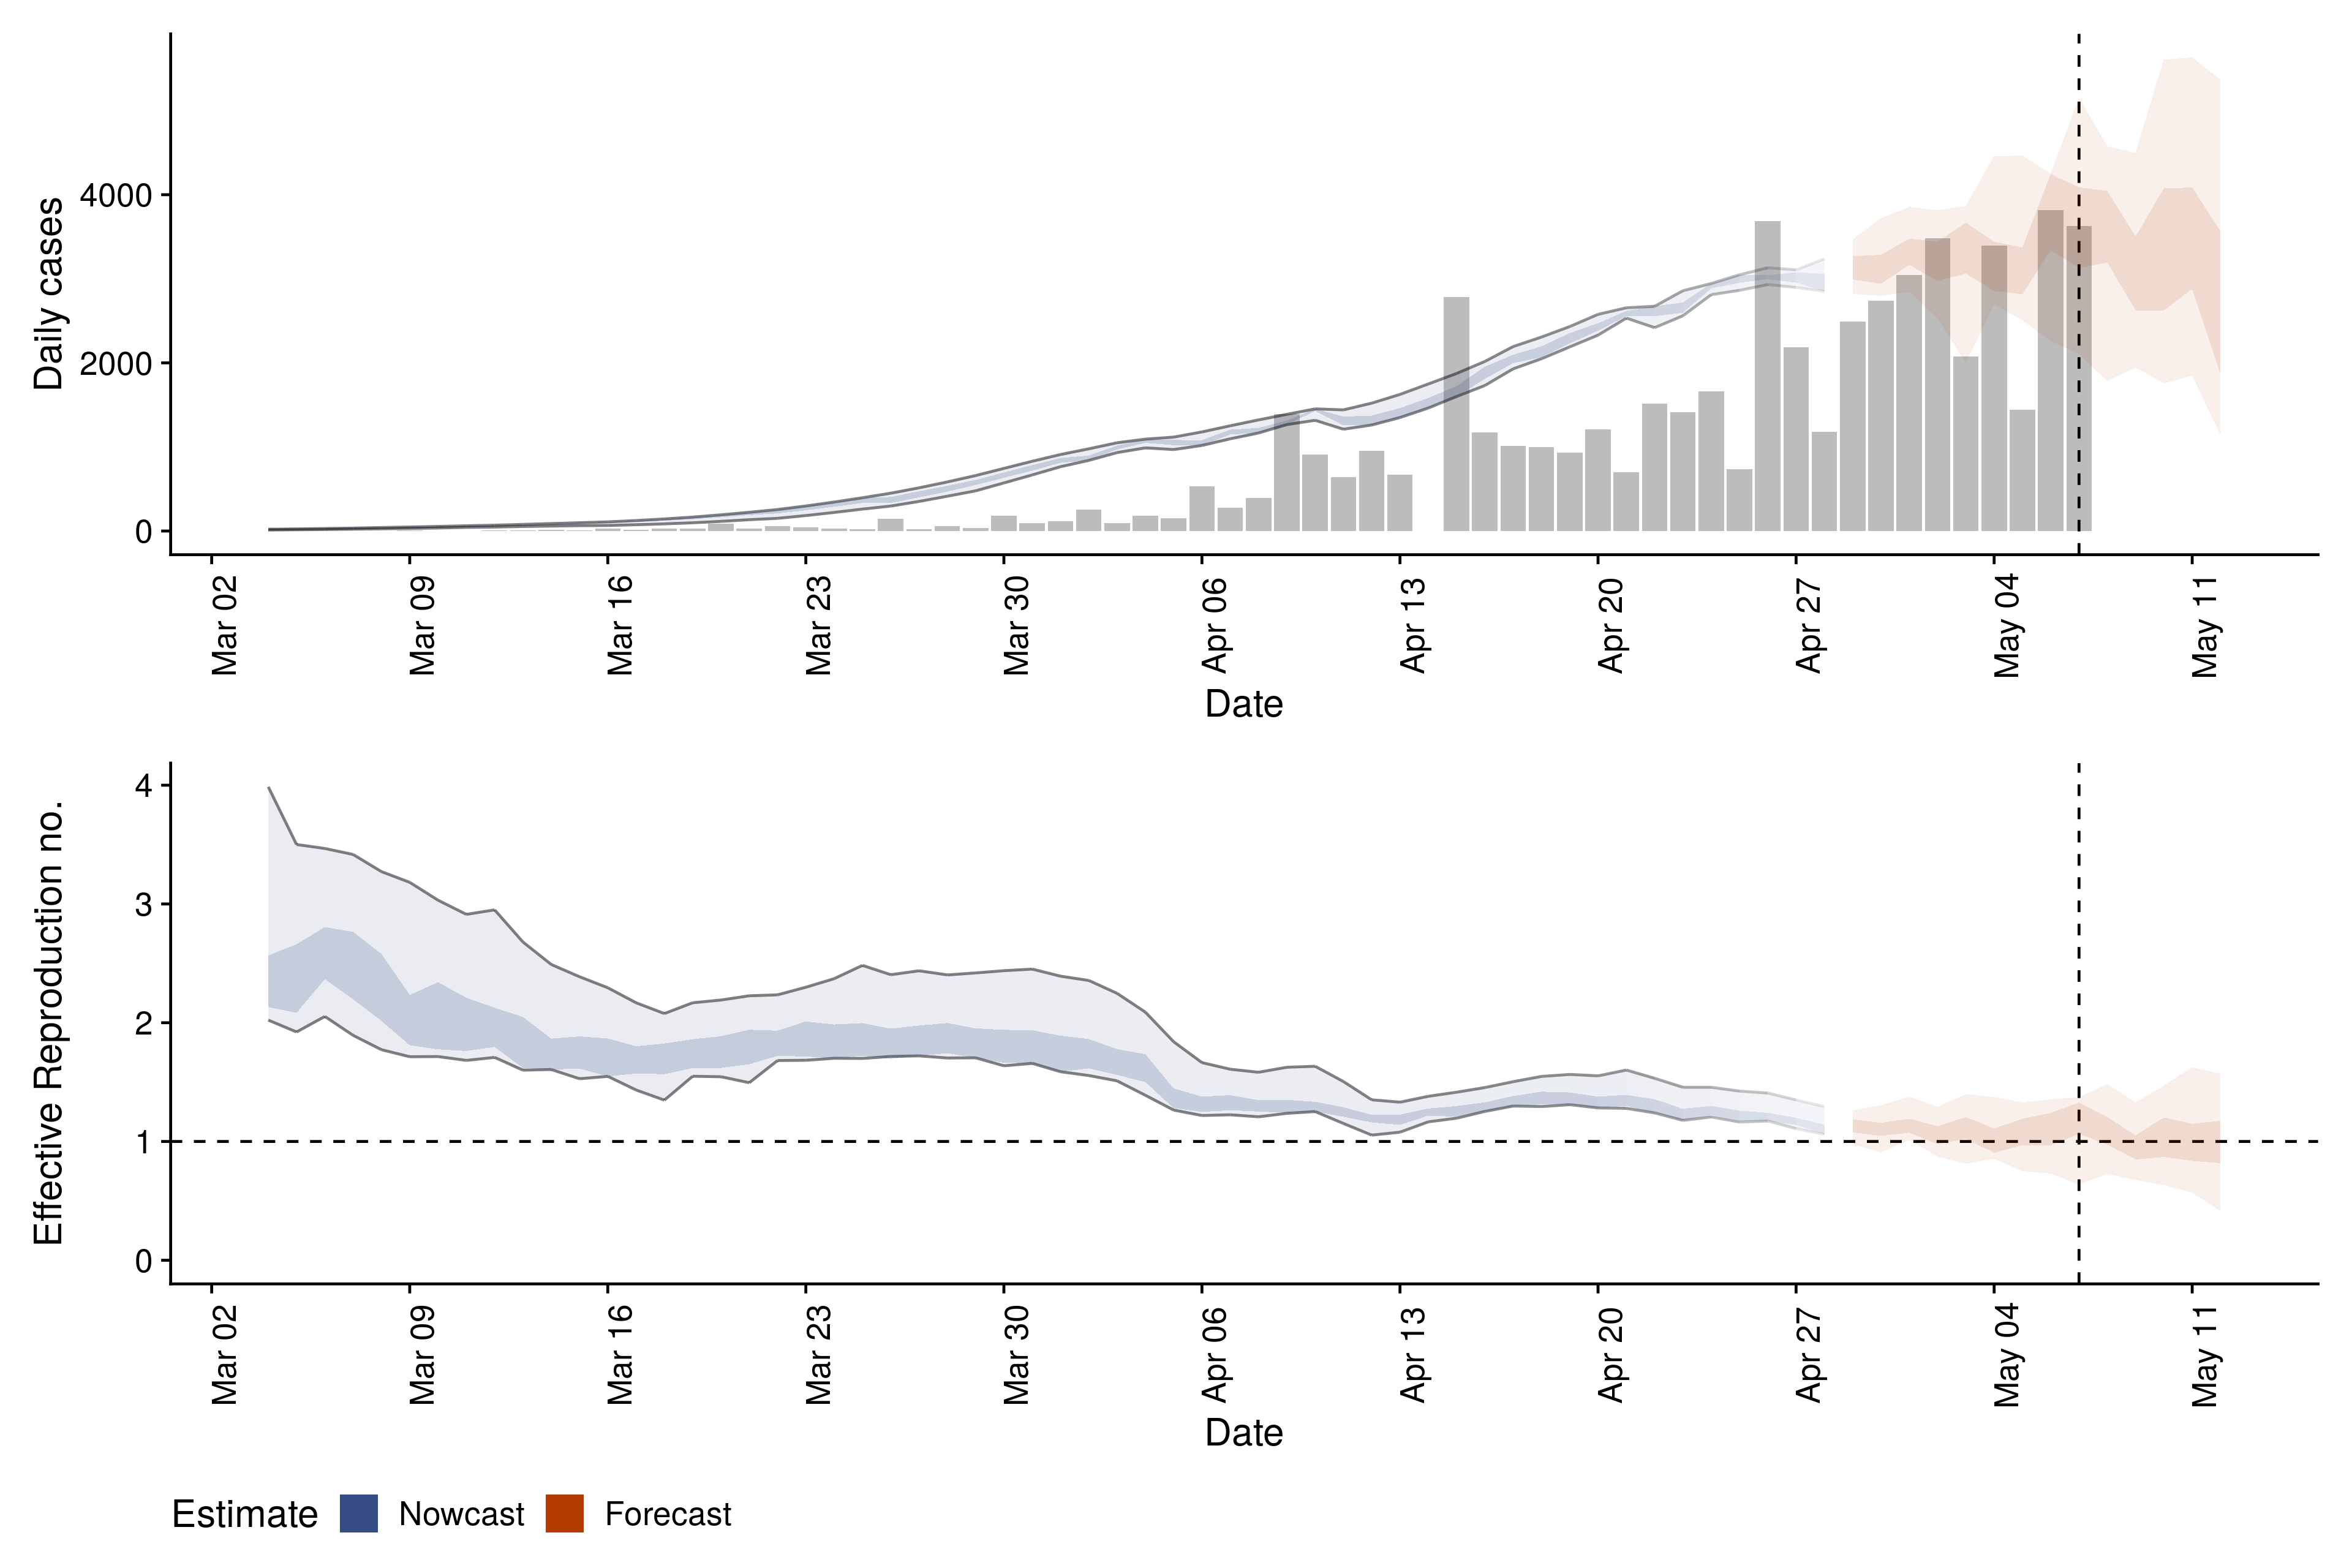 Daily cases
4000
2000
0
Mar 02
Mar 09
Mar 16
Mar 23
Mar 30
Apr 06
Apr 13
Apr 20
Apr 27
May 04
May 11
Date
Effective Reproduction no.
4
3
2
1
0
Mar 02
Mar 09
Mar 16
Mar 23
Mar 30
Apr 06
Apr 13
Apr 20
Apr 27
May 04
May 11
Date
Estimate Nowcast Forecast